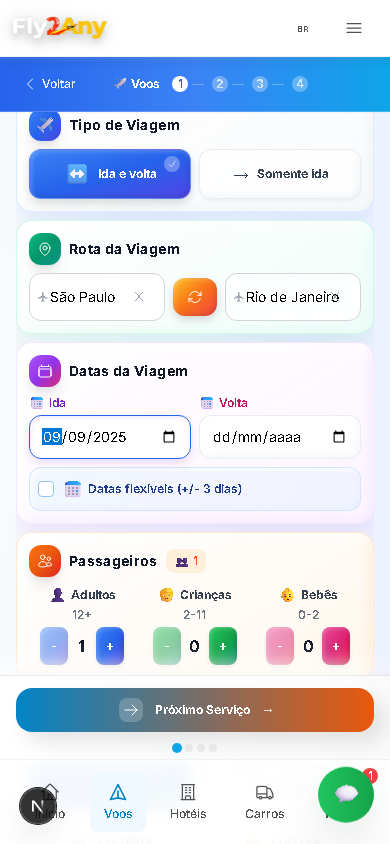 Fly2Any
BR
Voltar
Voos 1 2 3 4
Tipo de Viagem
Ida e volta
Somente ida
Rota da Viagem
São Paulo
Rio de Janeiro
Datas da Viagem
Ida
Volta
09/09/2025
dd/mm/aaaa
Datas flexíveis (+/- 3 dias)
Passageiros 1
Adultos
Crianças
Bebês
12+
2-11
0-2
- 1 +
- 0 +
- 0 +
Próximo Serviço →
N
Início
Voos
Hotéis
Carros
1